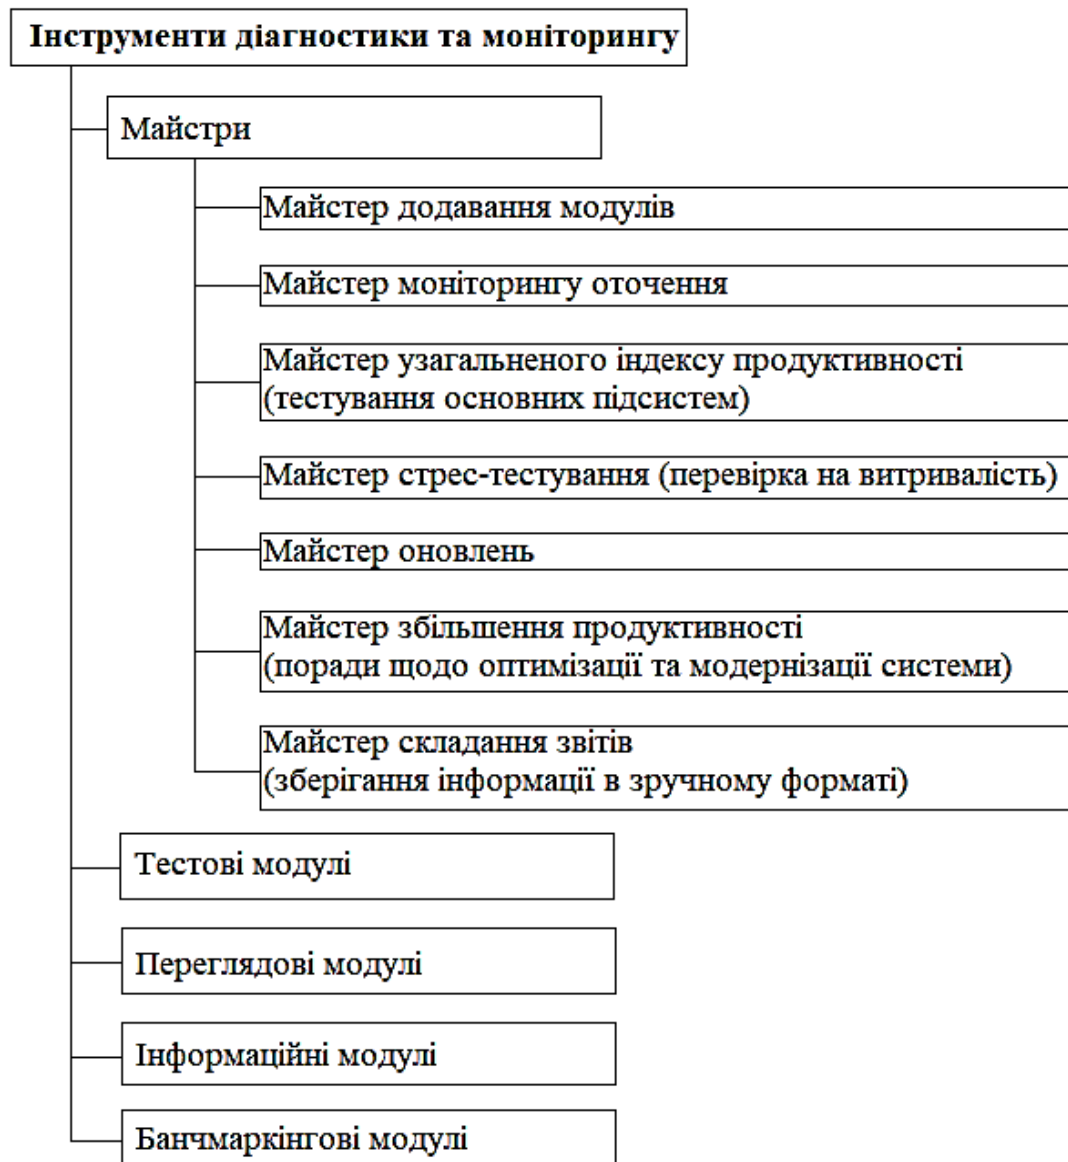 Інструменти діагностики та моніторингу
Майстри
Майстер додавання модулів
Майстер моніторингу оточення
Майстер узагальненого індексу продуктивності
(тестування основних підсистем)
Майстер стрес-тестування (перевірка на витривалість)
Майстер оновлень
Майстер збільшення продуктивності
(поради щодо оптимізації та модернізації системи)
Майстер складання звітів
(зберігання інформації в зручному форматі)
Тестові модулі
Переглядові модулі
Інформаційні модулі
Банчмаркінгові модулі